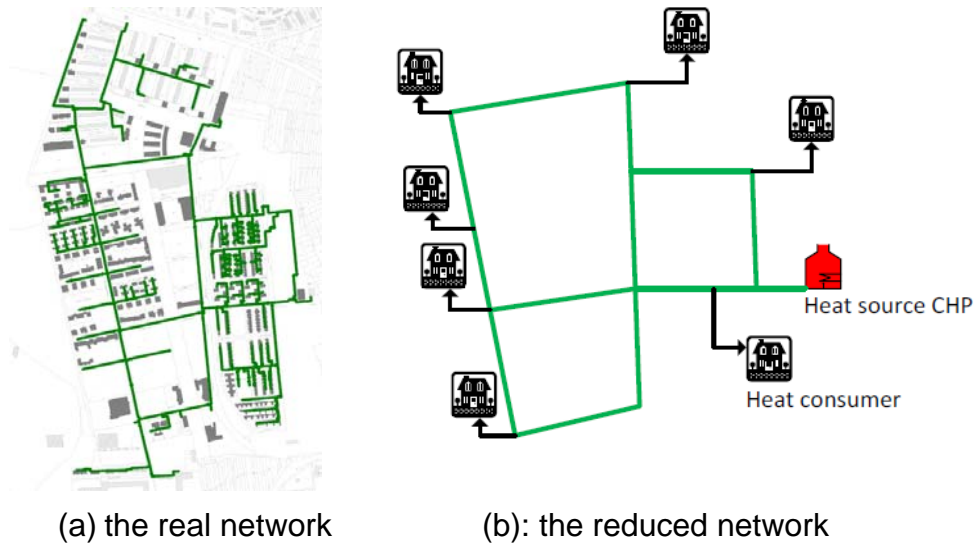 Heat source CHP
Heat consumer
(a) the real network
(b): the reduced network